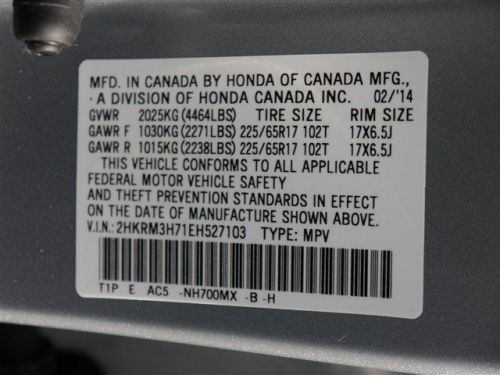 MFD. IN CANADA BY HONDA OF CANADA MFG.,
A DIVISION OF HONDA CANADA INC. 02/'14
GVWR 2025KG(4464LBS) TIRE SIZE RIM SIZE
GAWR F 1030KG(2271LBS) 225/65R17 102T 17X6.5J
GAWR R 1015KG(2238LBS) 225/65R17 102T 17X6.5J
THIS VEHICLE CONFORMS TO ALL APPLICABLE
FEDERAL MOTOR VEHICLE SAFETY
AND THEFT PREVENTION STANDARDS IN EFFECT
ON THE DATE OF MANUFACTURE SHOWN ABOVE.
V.I.N.: 2HKRM3H71EH527103 TYPE: MPV
T1P E AC5 -NH700MX -B -H